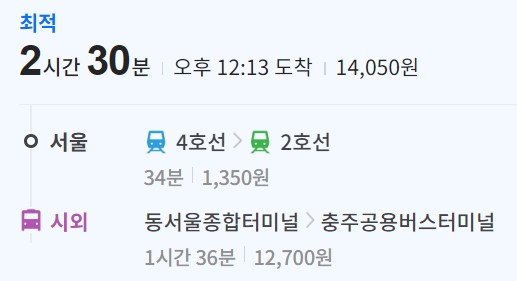 최적
2시간 30분 | 오후 12:13 도착 | 14,050원
서울 4호선 > 2호선
34분 | 1,350원
시외 동서울종합터미널 > 충주공용버스터미널
1시간 36분 | 12,700원